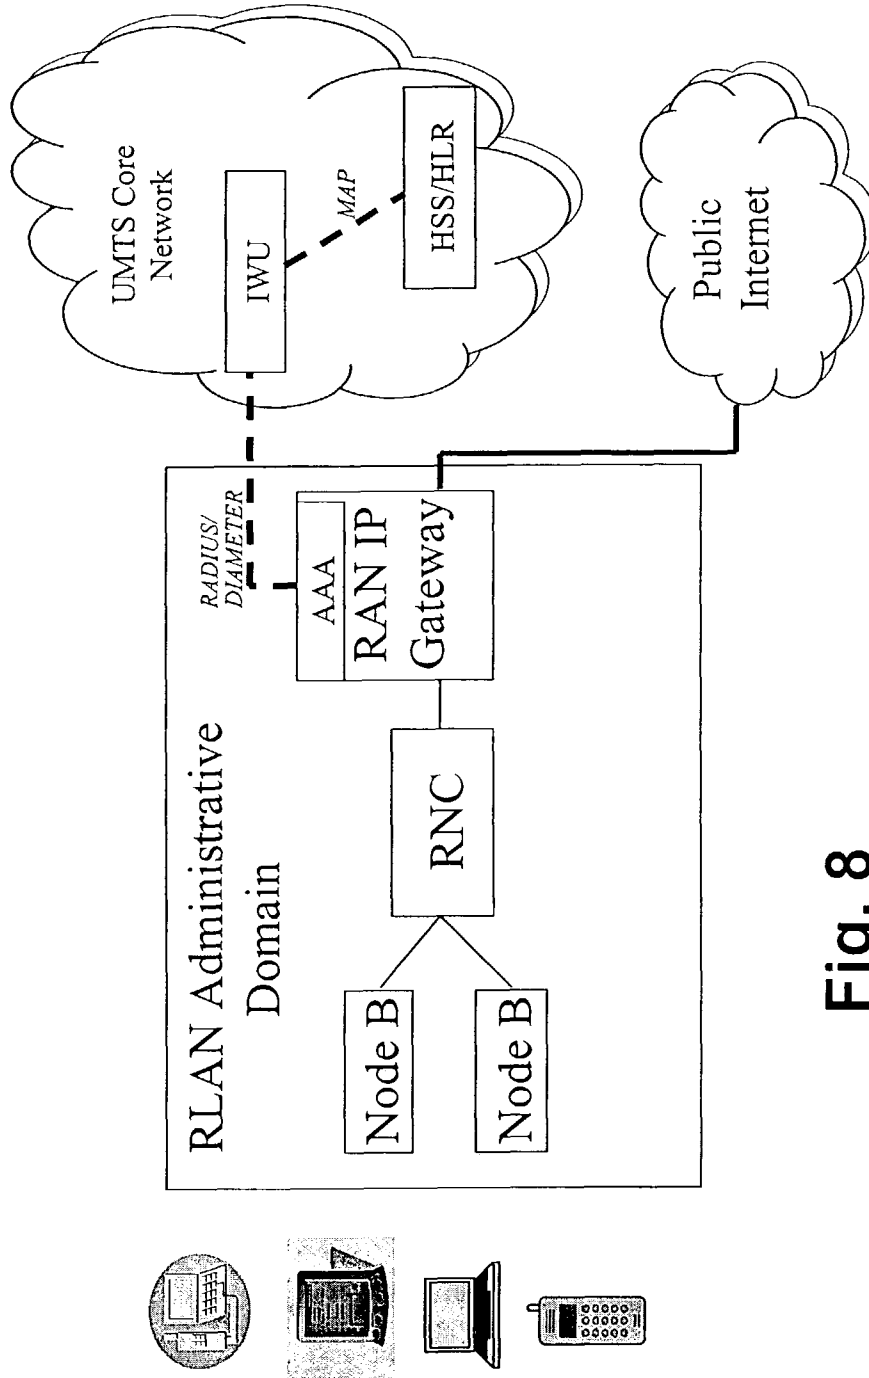 RLAN Administrative
Domain
Node B
Node B
RNC
AAA
RAN IP
Gateway
RADIUS/
DIAMETER
UMTS Core
Network
IWU
MAP
HSS/HLR
Public
Internet
Fig. 8